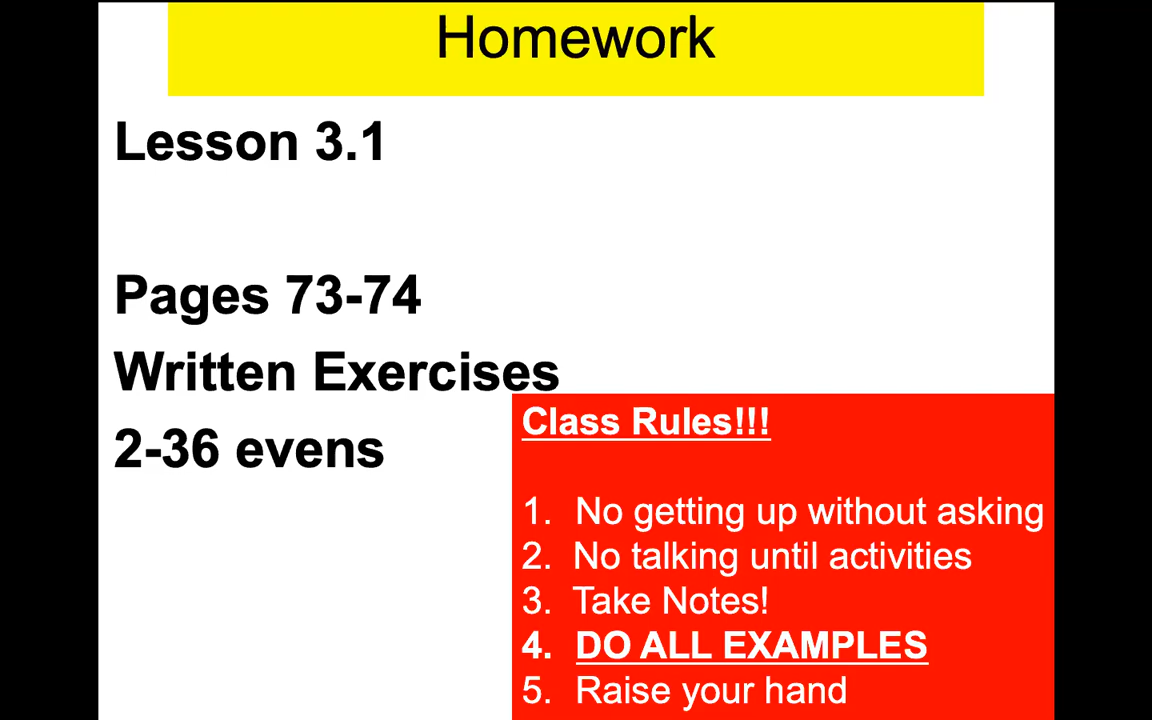 Homework
Lesson 3.1
Pages 73-74
Written Exercises
2-36 evens
Class Rules!!!
1. No getting up without asking
2. No talking until activities
3. Take Notes!
4. DO ALL EXAMPLES
5. Raise your hand